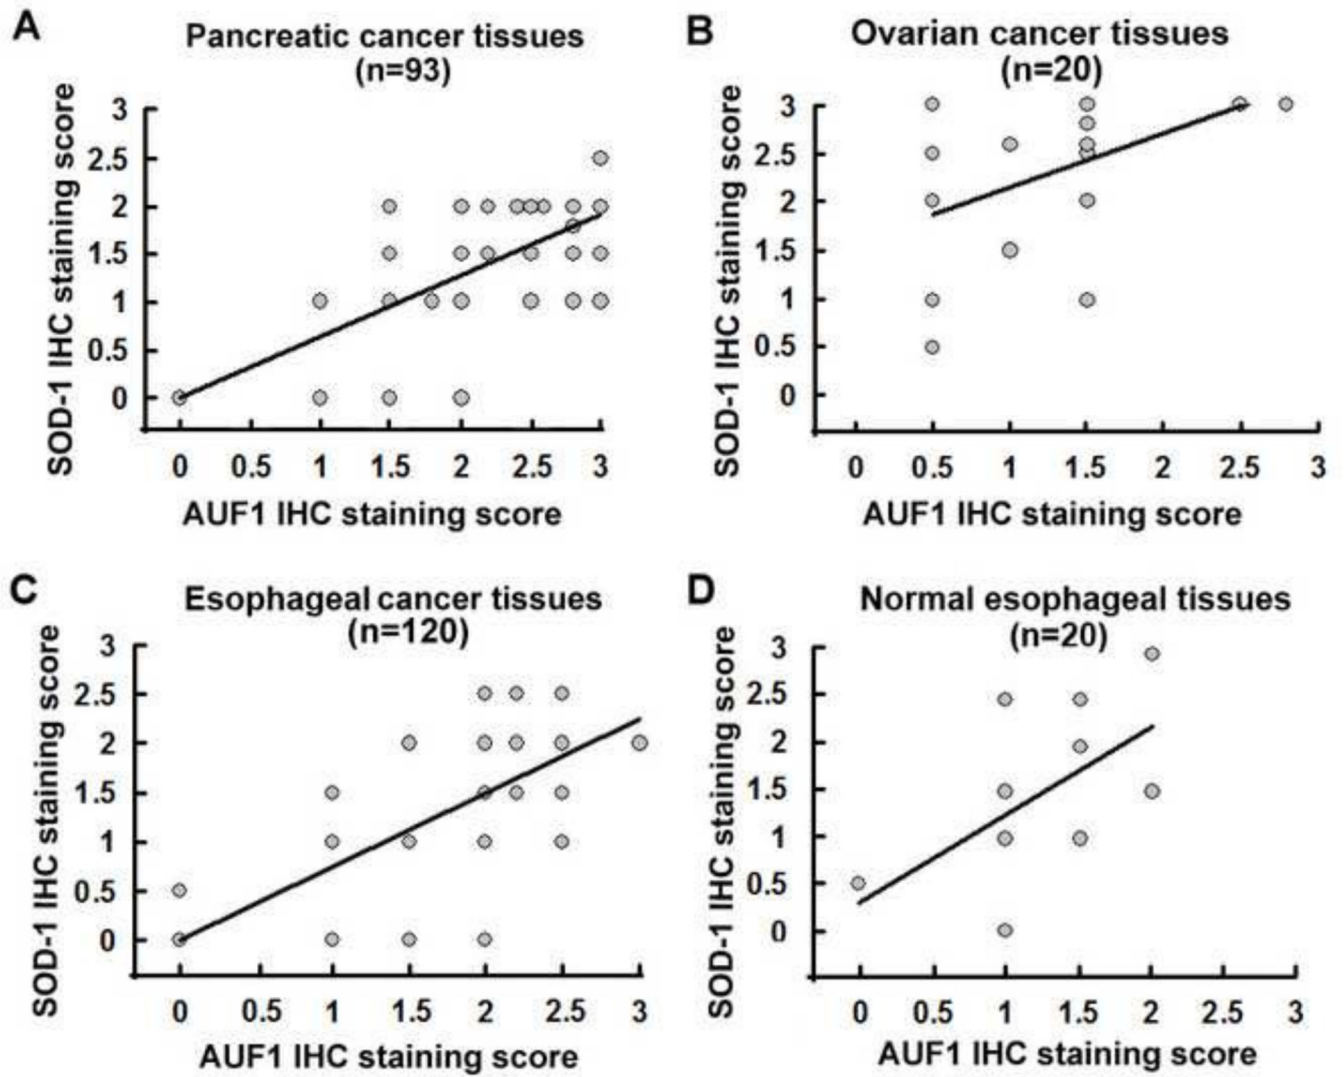 A
Pancreatic cancer tissues
(n=93)
SOD-1 IHC staining score
3
2.5
2
1.5
1
0.5
0
0 0.5 1 1.5 2 2.5 3
AUF1 IHC staining score
B
Ovarian cancer tissues
(n=20)
SOD-1 IHC staining score
3
2.5
2
1.5
1
0.5
0
0 0.5 1 1.5 2 2.5 3
AUF1 IHC staining score
C
Esophageal cancer tissues
(n=120)
SOD-1 IHC staining score
3
2.5
2
1.5
1
0.5
0
0 0.5 1 1.5 2 2.5 3
AUF1 IHC staining score
D
Normal esophageal tissues
(n=20)
SOD-1 IHC staining score
3
2.5
2
1.5
1
0.5
0
0 0.5 1 1.5 2 2.5 3
AUF1 IHC staining score